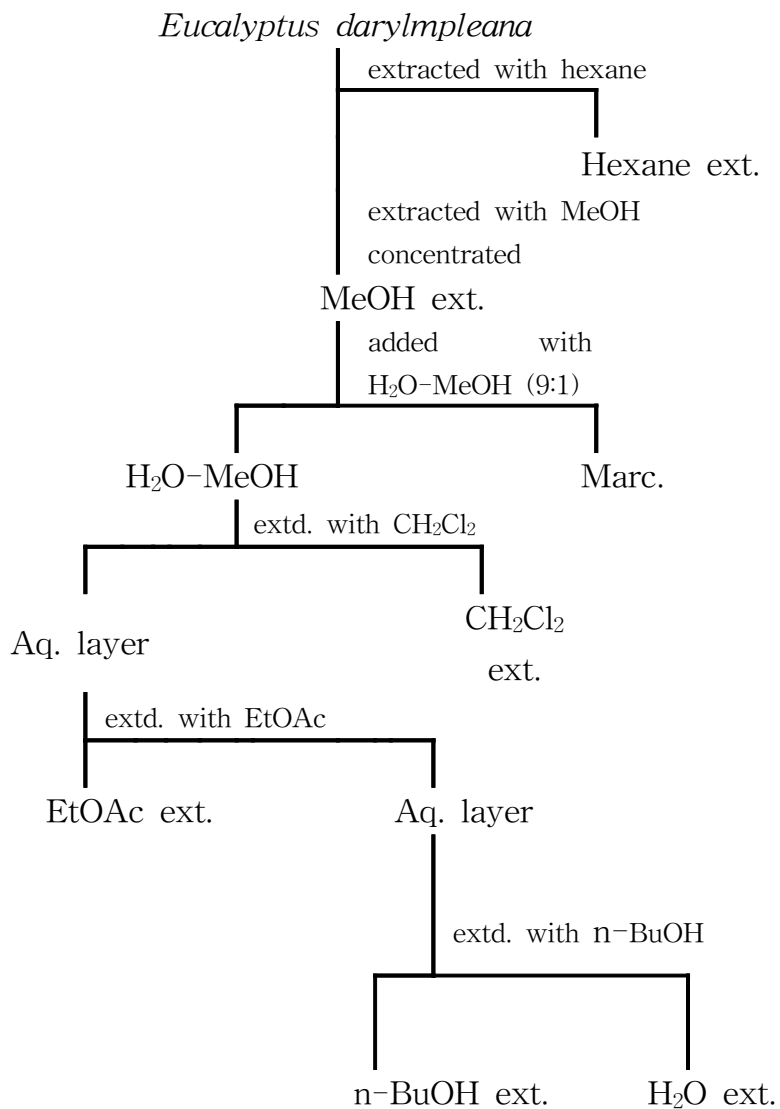 Eucalyptus darylmpleana
extracted with hexane
Hexane ext.
extracted with MeOH
concentrated
MeOH ext.
added with
H₂O-MeOH (9:1)
H₂O-MeOH
Marc.
extd. with CH₂Cl₂
Aq. layer
CH₂Cl₂
ext.
extd. with EtOAc
EtOAc ext.
Aq. layer
extd. with n-BuOH
n-BuOH ext.
H₂O ext.